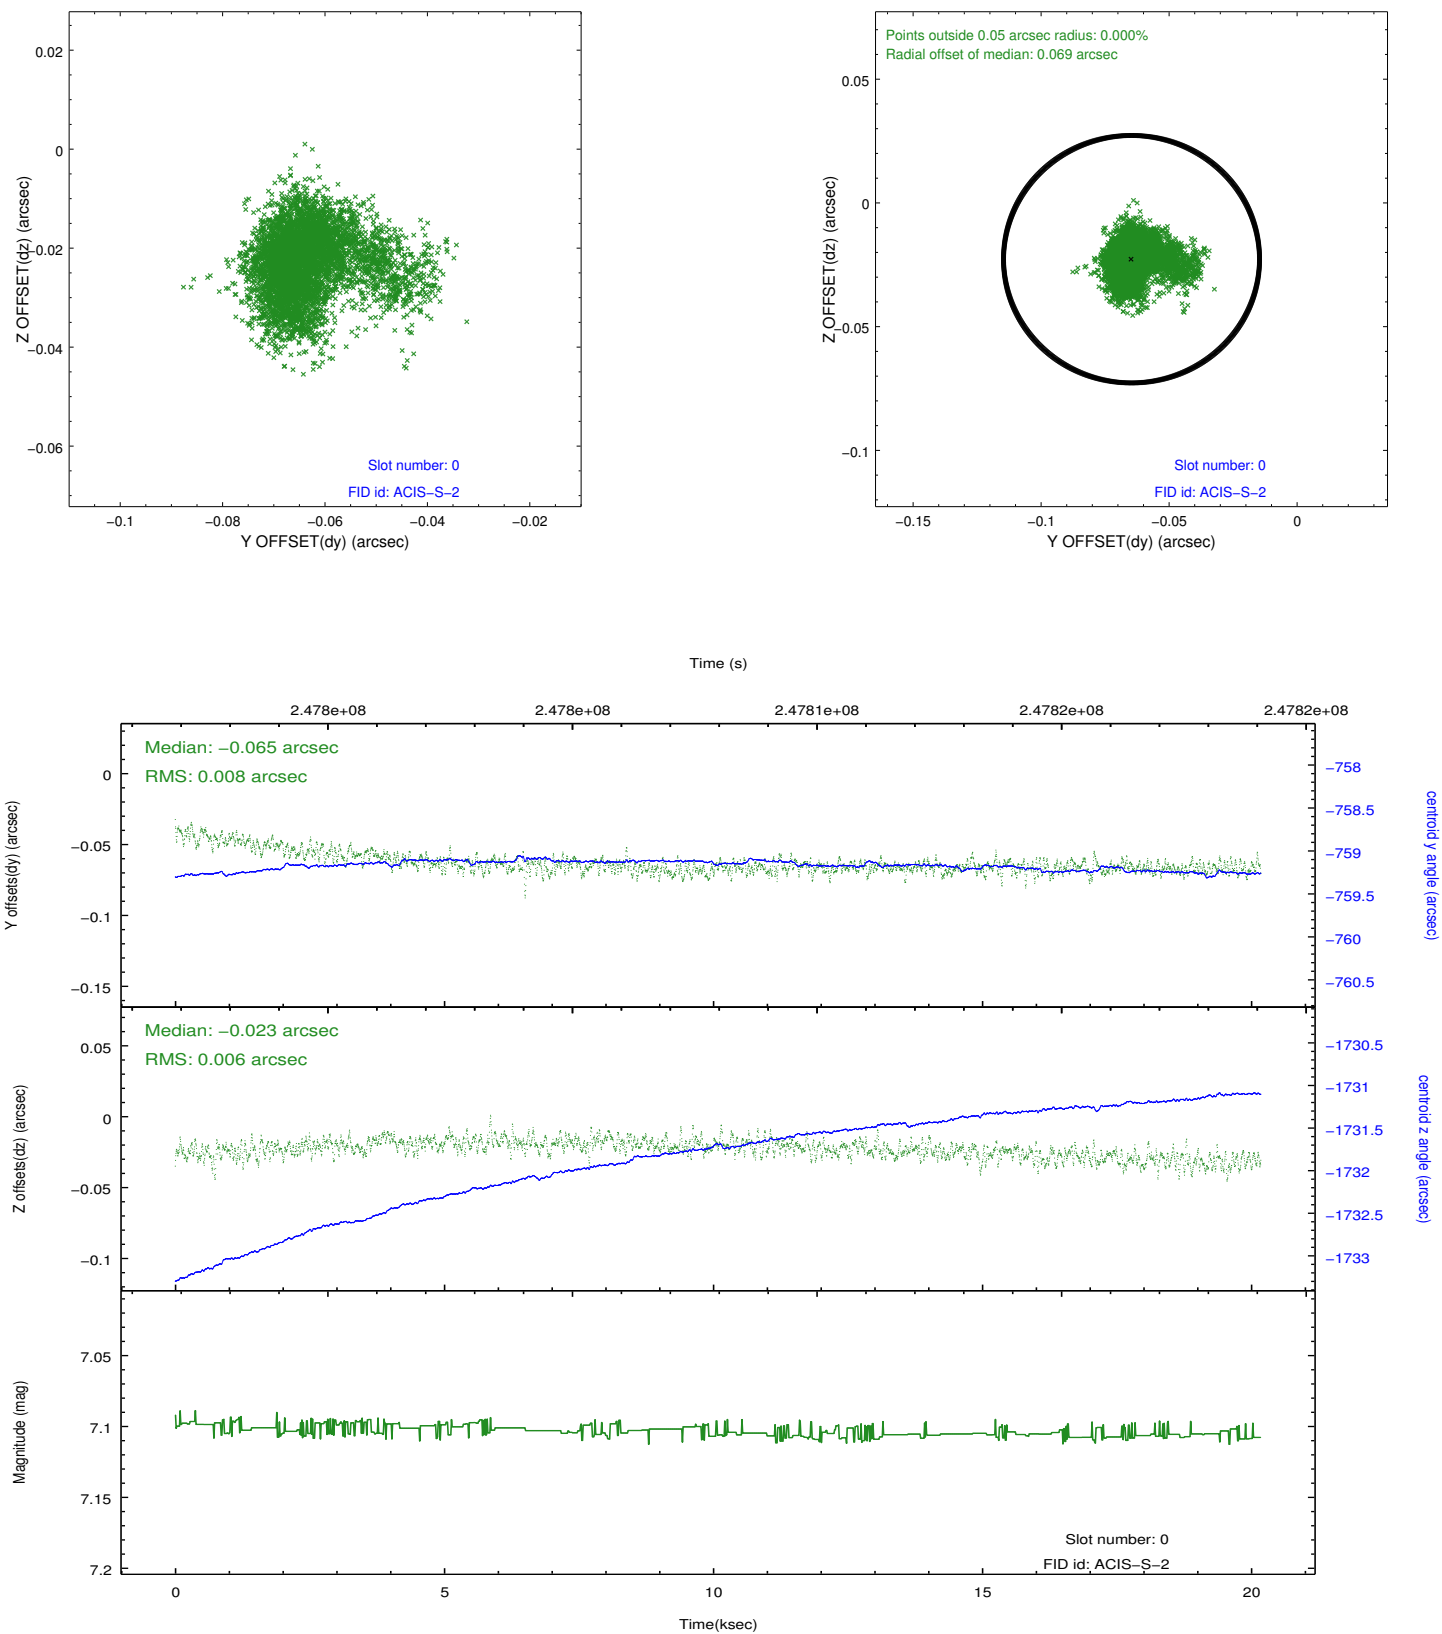 0.02
0
−0.02
−0.04
−0.06
Z OFFSET(dz) (arcsec)
Slot number: 0
FID id: ACIS−S−2
−0.1
−0.08
−0.06
−0.04
−0.02
Y OFFSET(dy) (arcsec)
Points outside 0.05 arcsec radius: 0.000%
Radial offset of median: 0.069 arcsec
0.05
0
−0.05
−0.1
Z OFFSET(dz) (arcsec)
Slot number: 0
FID id: ACIS−S−2
−0.15
−0.1
−0.05
0
Y OFFSET(dy) (arcsec)
Time (s)
2.478e+08
2.478e+08
2.4781e+08
2.4782e+08
2.4782e+08
Median: −0.065 arcsec
RMS: 0.008 arcsec
0
−0.05
−0.1
−0.15
Y offsets(dy) (arcsec)
−758
−758.5
−759
−759.5
−760
−760.5
centroid y angle (arcsec)
Median: −0.023 arcsec
RMS: 0.006 arcsec
0.05
0
−0.05
−0.1
Z offsets(dz) (arcsec)
−1730.5
−1731
−1731.5
−1732
−1732.5
−1733
centroid z angle (arcsec)
7.05
7.1
7.15
7.2
Magnitude (mag)
Slot number: 0
FID id: ACIS−S−2
0
5
10
15
20
Time(ksec)